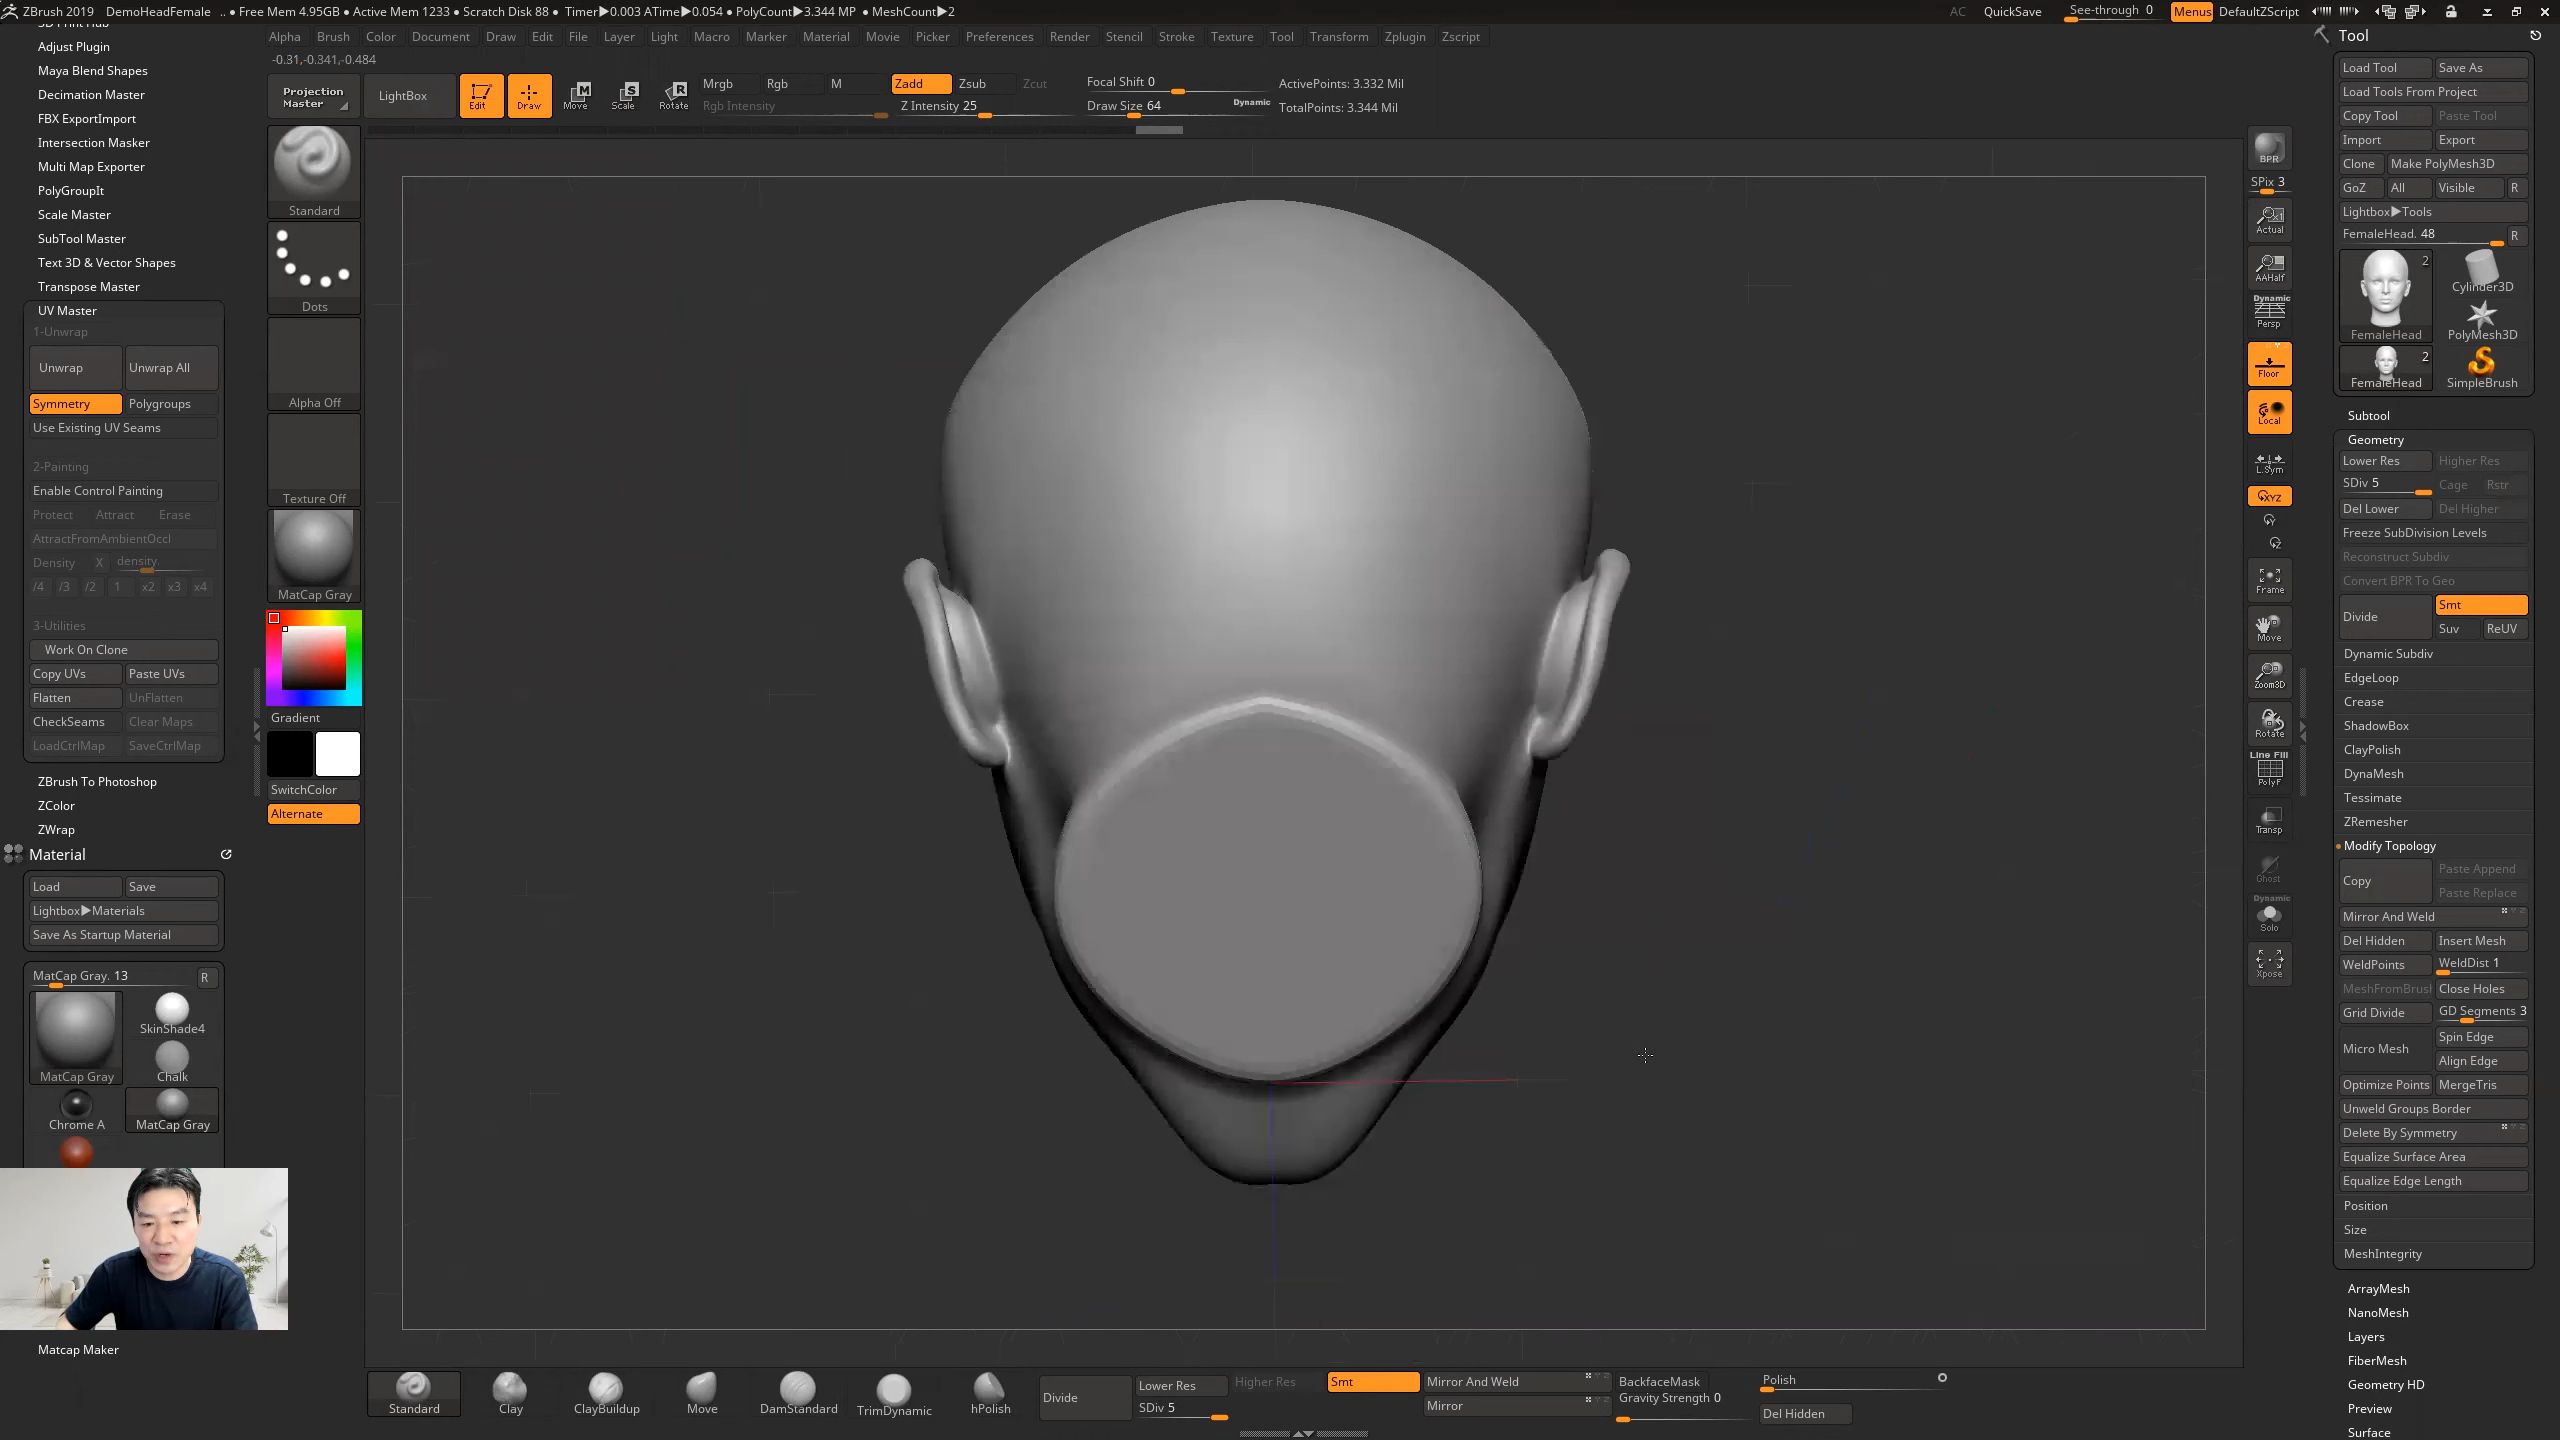 ZBrush 2019 DemoHeadFemale .. ● Free Mem 4.95GB ● Active Mem 1233 ● Scratch Disk 88 ● Timer▶0.003 ATime▶0.054 ● PolyCount▶3.344 MP ● MeshCount▶2 AC QuickSave See-through 0 Menus DefaultZScript
Alpha Brush Color Document Draw Edit File Layer Light Macro Marker Material Movie Picker Preferences Render Stencil Stroke Texture Tool Transform Zplugin Zscript
-0.31,-0.341,-0.484
Projection Master
LightBox
Edit
Draw
Move
Scale
Rotate
Mrgb Rgb M
Rgb Intensity
Zadd Zsub Zcut
Z Intensity 25
Focal Shift 0
Draw Size 64
Dynamic
ActivePoints: 3.332 Mil
TotalPoints: 3.344 Mil
Adjust Plugin
Maya Blend Shapes
Decimation Master
FBX ExportImport
Intersection Masker
Multi Map Exporter
PolyGroupIt
Scale Master
SubTool Master
Text 3D & Vector Shapes
Transpose Master
UV Master
1-Unwrap
Unwrap Unwrap All
Symmetry Polygroups
Use Existing UV Seams
2-Painting
Enable Control Painting
Protect Attract Erase
AttractFromAmbientOccl
Density X density.
/4 /3 /2 1 x2 x3 x4
3-Utilities
Work On Clone
Copy UVs Paste UVs
Flatten UnFlatten
CheckSeams Clear Maps
LoadCtrlMap SaveCtrlMap
ZBrush To Photoshop
ZColor
ZWrap
Material
Load Save
Lightbox▶Materials
Save As Startup Material
MatCap Gray. 13 R
SkinShade4
MatCap Gray Chalk
Chrome A MatCap Gray
Matcap Maker
Standard
Dots
Alpha Off
Texture Off
MatCap Gray
Gradient
SwitchColor
Alternate
BPR
SPix 3
Actual
AAHalf
Dynamic
Persp
Floor
Local
L.Sym
XYZ
Y
Z
Frame
Move
Zoom3D
Rotate
Line Fill
PolyF
Transp
Ghost
Dynamic
Solo
Xpose
Tool
Load Tool Save As
Load Tools From Project
Copy Tool Paste Tool
Import Export
Clone Make PolyMesh3D
GoZ All Visible R
Lightbox▶Tools
FemaleHead. 48 R
2
Cylinder3D
FemaleHead PolyMesh3D
2
FemaleHead SimpleBrush
Subtool
Geometry
Lower Res Higher Res
SDiv 5 Cage Rstr
Del Lower Del Higher
Freeze SubDivision Levels
Reconstruct Subdiv
Convert BPR To Geo
Divide Smt
Suv ReUV
Dynamic Subdiv
EdgeLoop
Crease
ShadowBox
ClayPolish
DynaMesh
Tessimate
ZRemesher
Modify Topology
Copy Paste Append
Paste Replace
Mirror And Weld
Del Hidden Insert Mesh
WeldPoints WeldDist 1
MeshFromBrus Close Holes
Grid Divide GD Segments 3
Micro Mesh Spin Edge
Align Edge
Optimize Points MergeTris
Unweld Groups Border
Delete By Symmetry
Equalize Surface Area
Equalize Edge Length
Position
Size
MeshIntegrity
ArrayMesh
NanoMesh
Layers
FiberMesh
Geometry HD
Preview
Surface
Standard Clay ClayBuildup Move DamStandard TrimDynamic hPolish
Divide
Lower Res Higher Res
SDiv 5
Smt
Mirror And Weld
Mirror
BackfaceMask
Gravity Strength 0
Polish
Del Hidden